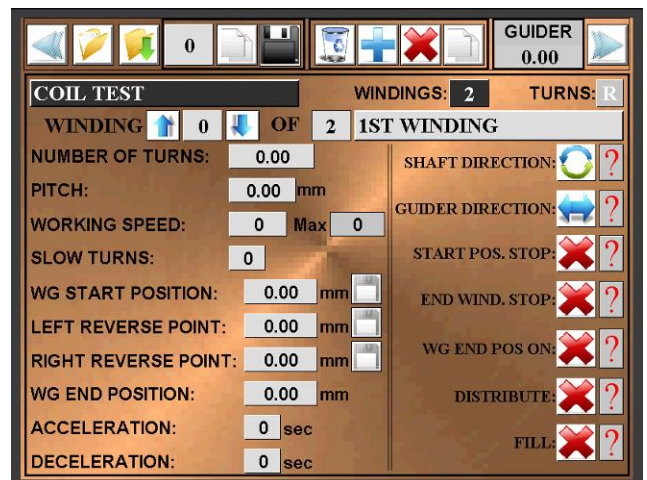 0 GUIDER 0.00
COIL TEST WINDINGS: 2 TURNS: R
WINDING 0 OF 2 1ST WINDING
NUMBER OF TURNS: 0.00
SHAFT DIRECTION: ?
PITCH: 0.00 mm
GUIDER DIRECTION: ?
WORKING SPEED: 0 Max 0
SLOW TURNS: 0
START POS. STOP: ?
WG START POSITION: 0.00 mm
END WIND. STOP: ?
LEFT REVERSE POINT: 0.00 mm
WG END POS ON: ?
RIGHT REVERSE POINT: 0.00 mm
WG END POSITION: 0.00 mm
DISTRIBUTE: ?
ACCELERATION: 0 sec
FILL: ?
DECELERATION: 0 sec